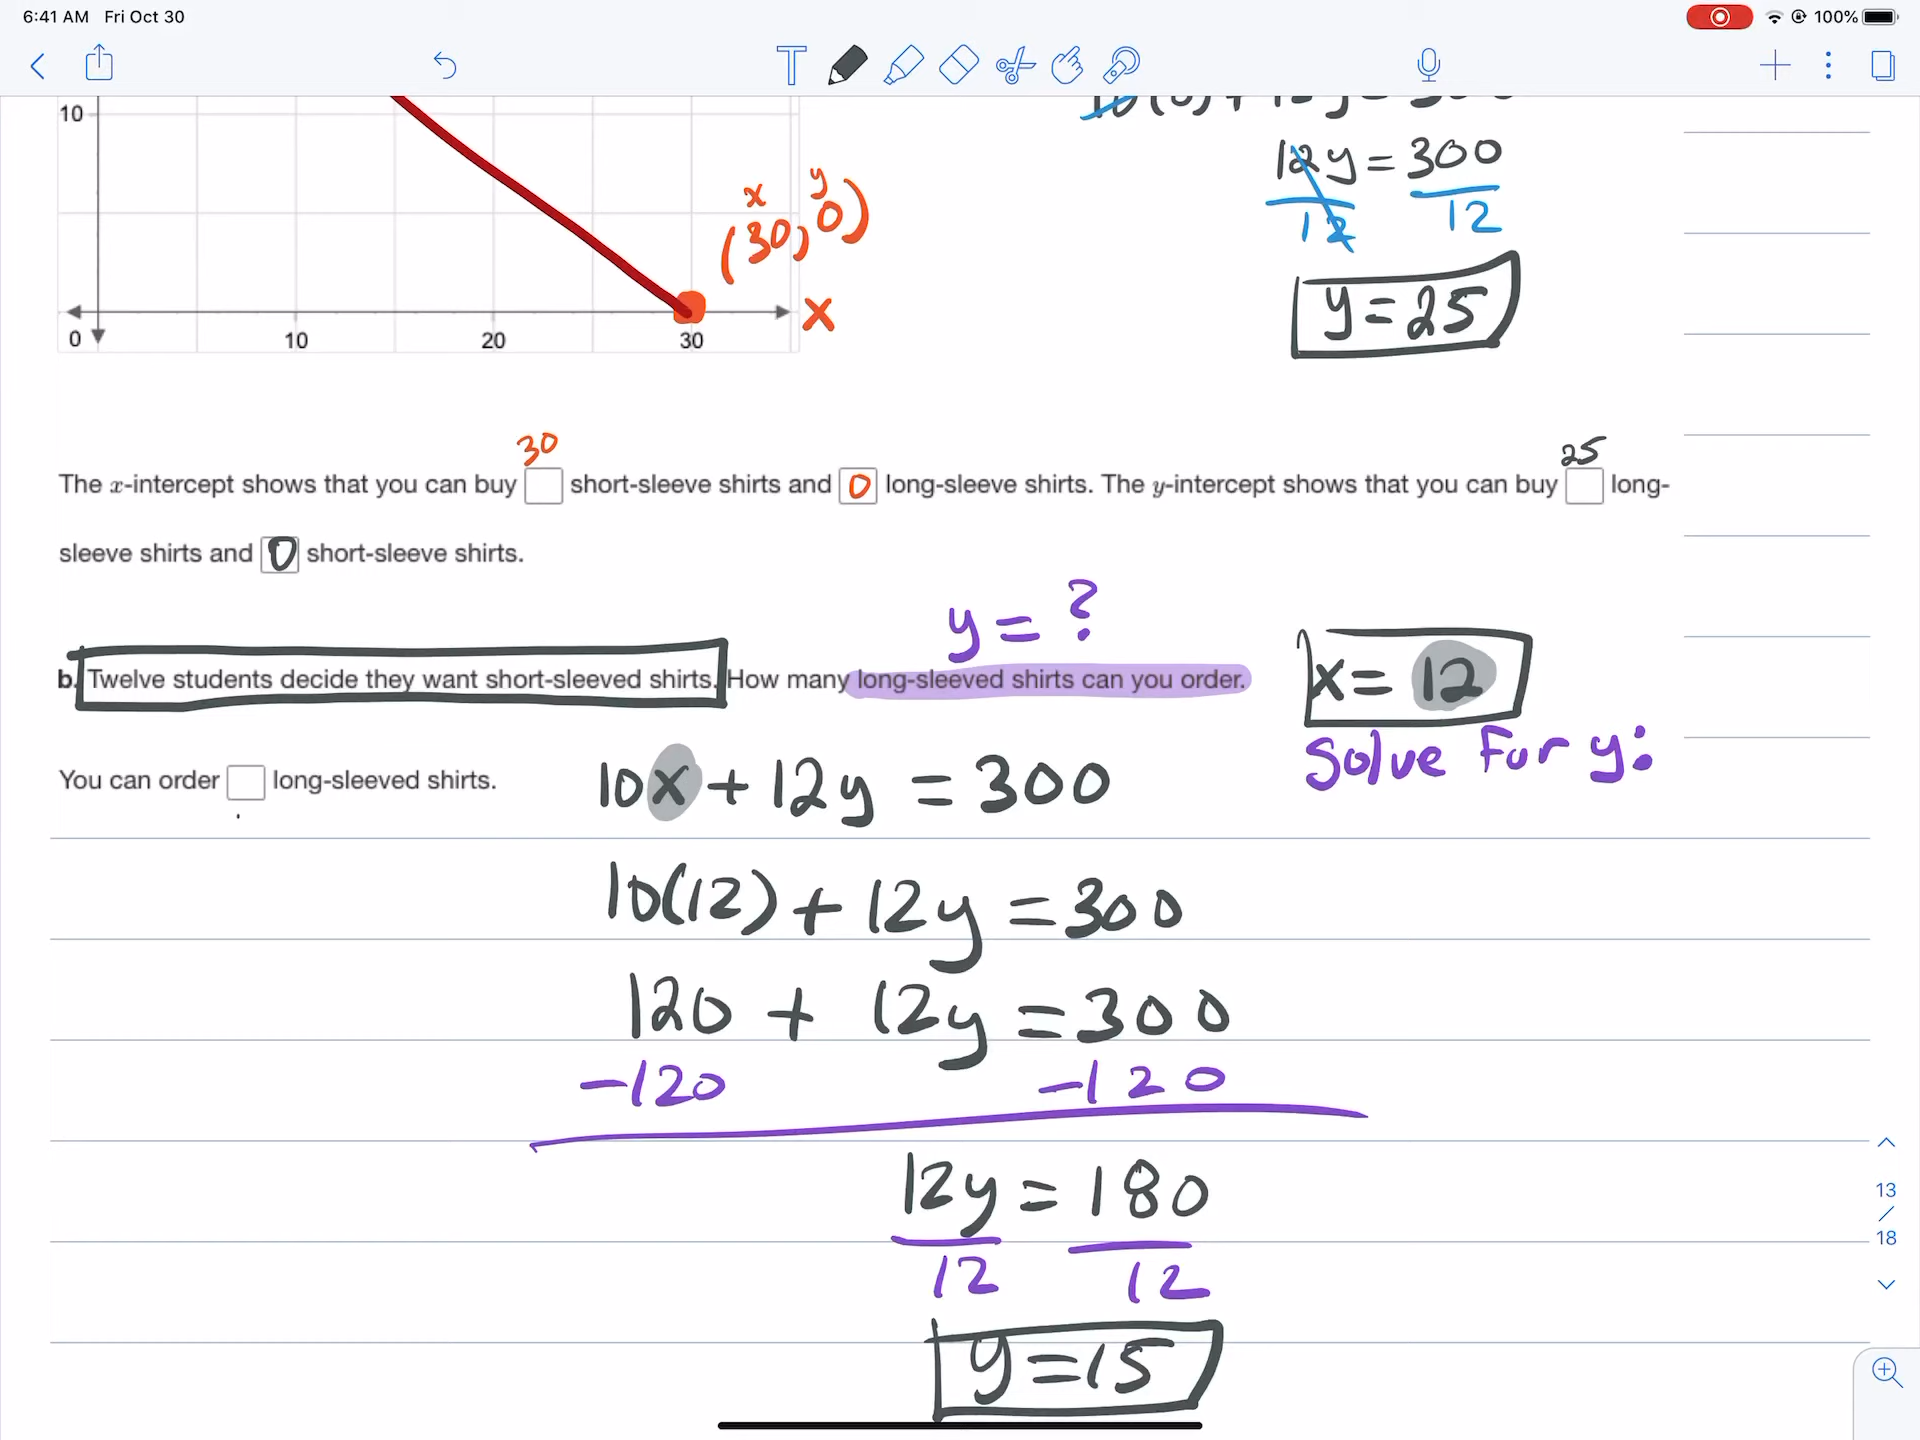 6:41 AM Fri Oct 30
100%
10
0 10 20 30
x y
(30, 0)
x
12y = 300
12 12
y = 25
30
25
The x-intercept shows that you can buy short-sleeve shirts and 0 long-sleeve shirts. The y-intercept shows that you can buy long-
sleeve shirts and 0 short-sleeve shirts.
y = ?
b. Twelve students decide they want short-sleeved shirts. How many long-sleeved shirts can you order.
x = 12
Solve For y:
You can order long-sleeved shirts.
10x + 12y = 300
10(12) + 12y = 300
120 + 12y = 300
-120 -120
12y = 180
12 12
y = 15
13
/
18